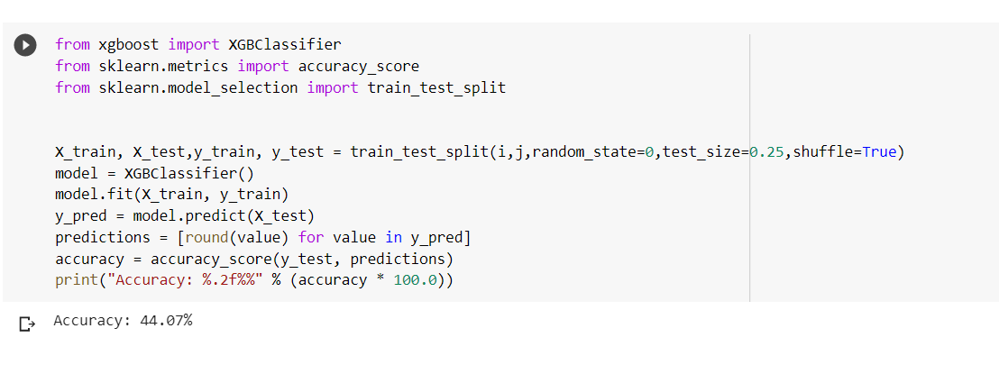 from xgboost import XGBClassifier
from sklearn.metrics import accuracy_score
from sklearn.model_selection import train_test_split
X_train, X_test,y_train, y_test = train_test_split(i,j,random_state=0,test_size=0.25,shuffle=True)
model = XGBClassifier()
model.fit(X_train, y_train)
y_pred = model.predict(X_test)
predictions = [round(value) for value in y_pred]
accuracy = accuracy_score(y_test, predictions)
print("Accuracy: %.2f%%" % (accuracy * 100.0))
Accuracy: 44.07%